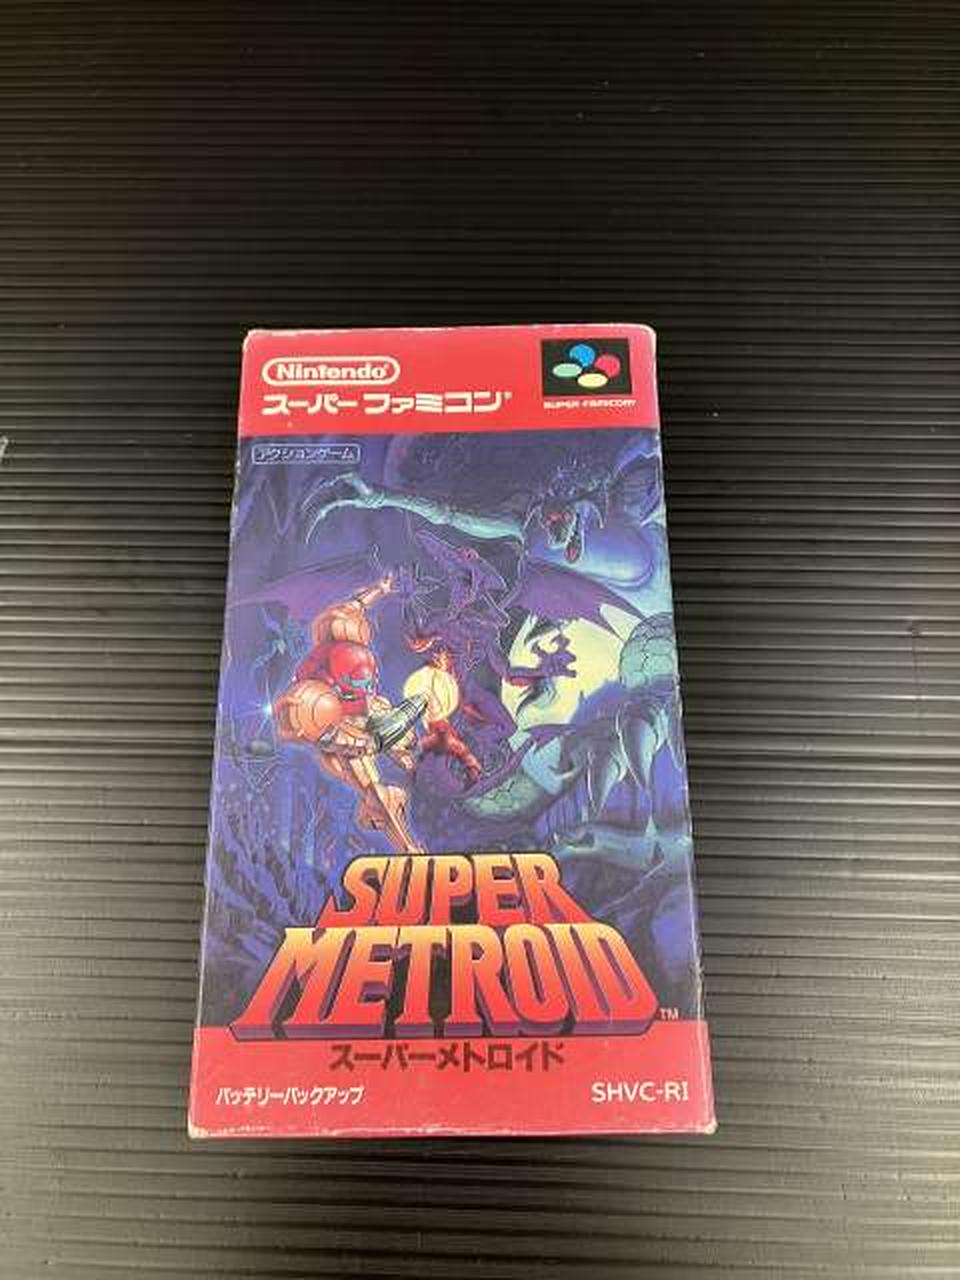 Nintendo®
スーパーファミコン®
SUPER FAMICOM
アクションゲーム
SUPER
METROID™
スーパーメトロイド
バッテリーバックアップ
SHVC-RI